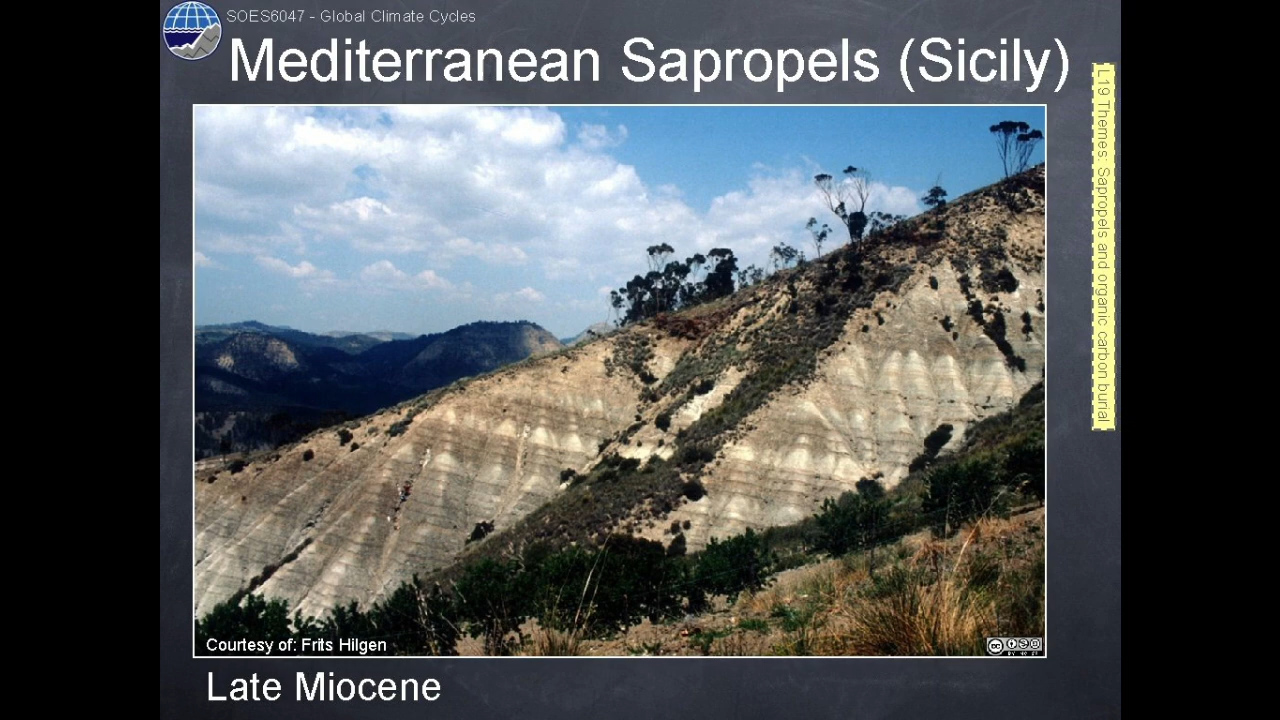 SOES6047 - Global Climate Cycles
Mediterranean Sapropels (Sicily)
L19 Themes: Sapropels and organic carbon burial
Courtesy of: Frits Hilgen
Late Miocene